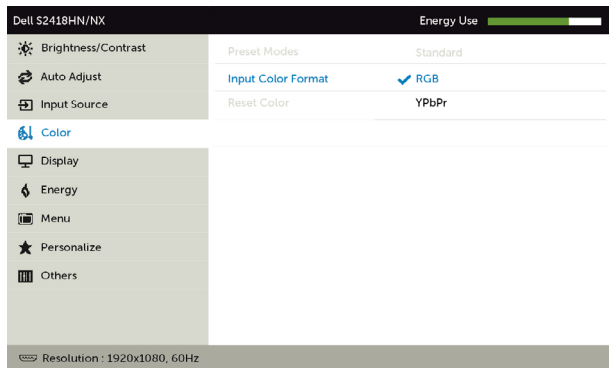 Dell S2418HN/NX Energy Use
Brightness/Contrast Preset Modes Standard
Auto Adjust Input Color Format RGB
Input Source Reset Color YPbPr
Color
Display
Energy
Menu
Personalize
Others
Resolution : 1920x1080, 60Hz